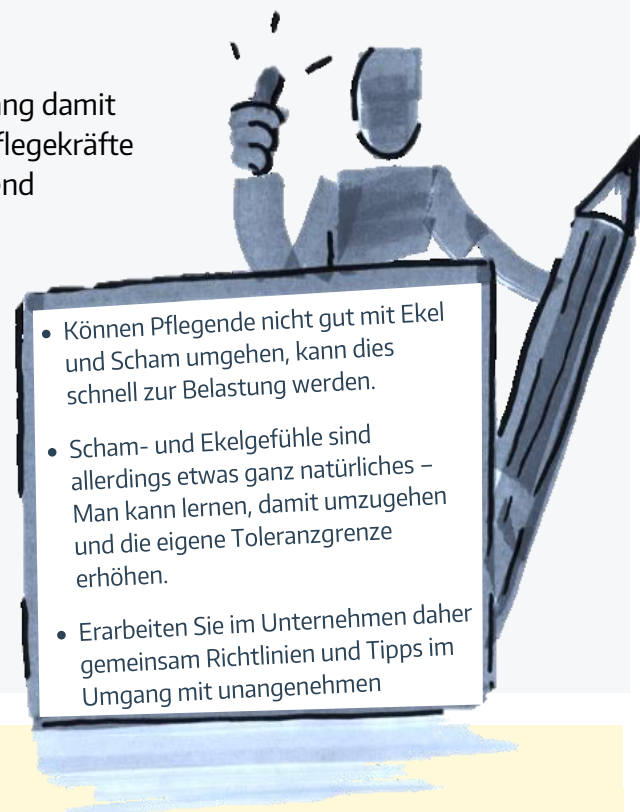 ng damit
flegekräfte
nd
• Können Pflegende nicht gut mit Ekel
und Scham umgehen, kann dies
schnell zur Belastung werden.
• Scham- und Ekelgefühle sind
allerdings etwas ganz natürliches –
Man kann lernen, damit umzugehen
und die eigene Toleranzgrenze
erhöhen.
• Erarbeiten Sie im Unternehmen daher
gemeinsam Richtlinien und Tipps im
Umgang mit unangenehmen